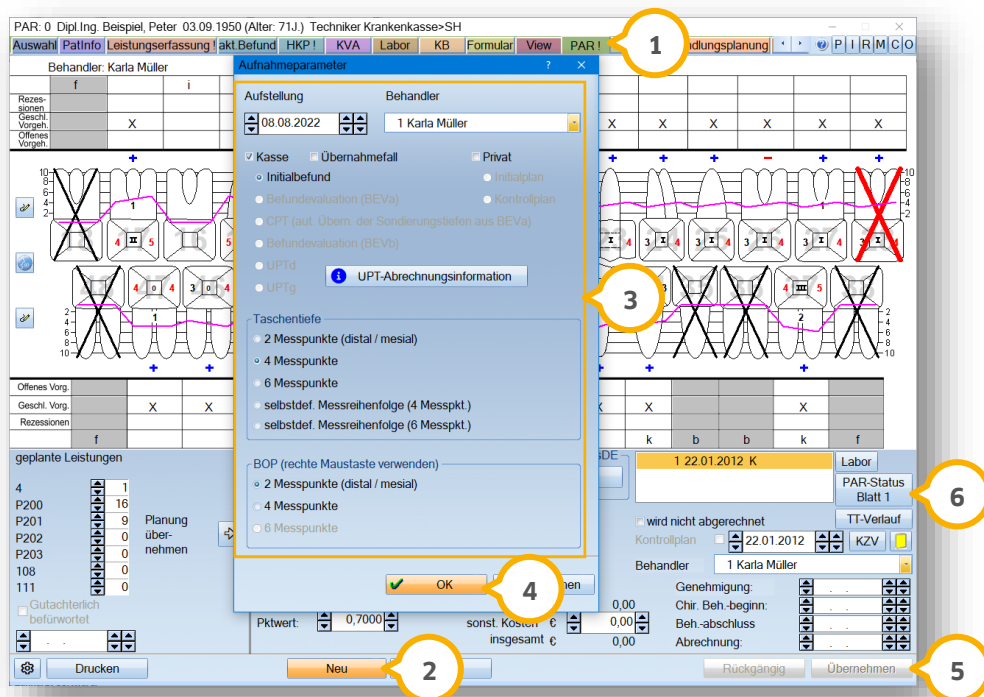 PAR: 0 Dipl.Ing. Beispiel, Peter 03.09.1950 (Alter: 71J.) Techniker Krankenkasse>SH
Auswahl PatInfo Leistungserfassung ! akt.Befund HKP ! KVA Labor KB Formular View PAR ! ndlungsplanung P I R M C O
1
Behandler: Karla Müller
f i
Rezes-
sionen
Geschl.
Vorgeh.
X X X X X X
Offenes
Vorgeh.
Aufnahmeparameter ? ×
Aufstellung Behandler
08.08.2022 1 Karla Müller
Kasse Übernahmefall Privat
Initialbefund Initialplan
Befundevaluation (BEVa) Kontrollplan
CPT (aut. Übern. der Sondierungstiefen aus BEVa)
Befundevaluation (BEVb)
UPTd
UPTg
UPT-Abrechnungsinformation
3
Taschentiefe
2 Messpunkte (distal / mesial)
4 Messpunkte
6 Messpunkte
selbstdef. Messreihenfolge (4 Messpkt.)
selbstdef. Messreihenfolge (6 Messpkt.)
BOP (rechte Maustaste verwenden)
2 Messpunkte (distal / mesial)
4 Messpunkte
6 Messpunkte
OK
4
Offenes Vorg.
Geschl. Vorg. X X X X
Rezessionen
f k b b k f
geplante Leistungen
4 1
P200 16
P201 9
P202 0
P203 0
108 0
111 0
Planung
über-
nehmen
Gutachterlich
befürwortet
Pktwert: 0,7000
sonst. Kosten € 0,00
insgesamt € 0,00
1 22.01.2012 K
Labor
PAR-Status
Blatt 1
6
TT-Verlauf
wird nicht abgerechnet
Kontrollplan 22.01.2012 KZV
Behandler 1 Karla Müller
Genehmigung:
Chir. Beh.-beginn:
Beh.-abschluss
Abrechnung:
Drucken Neu
2
Rückgängig Übernehmen
5